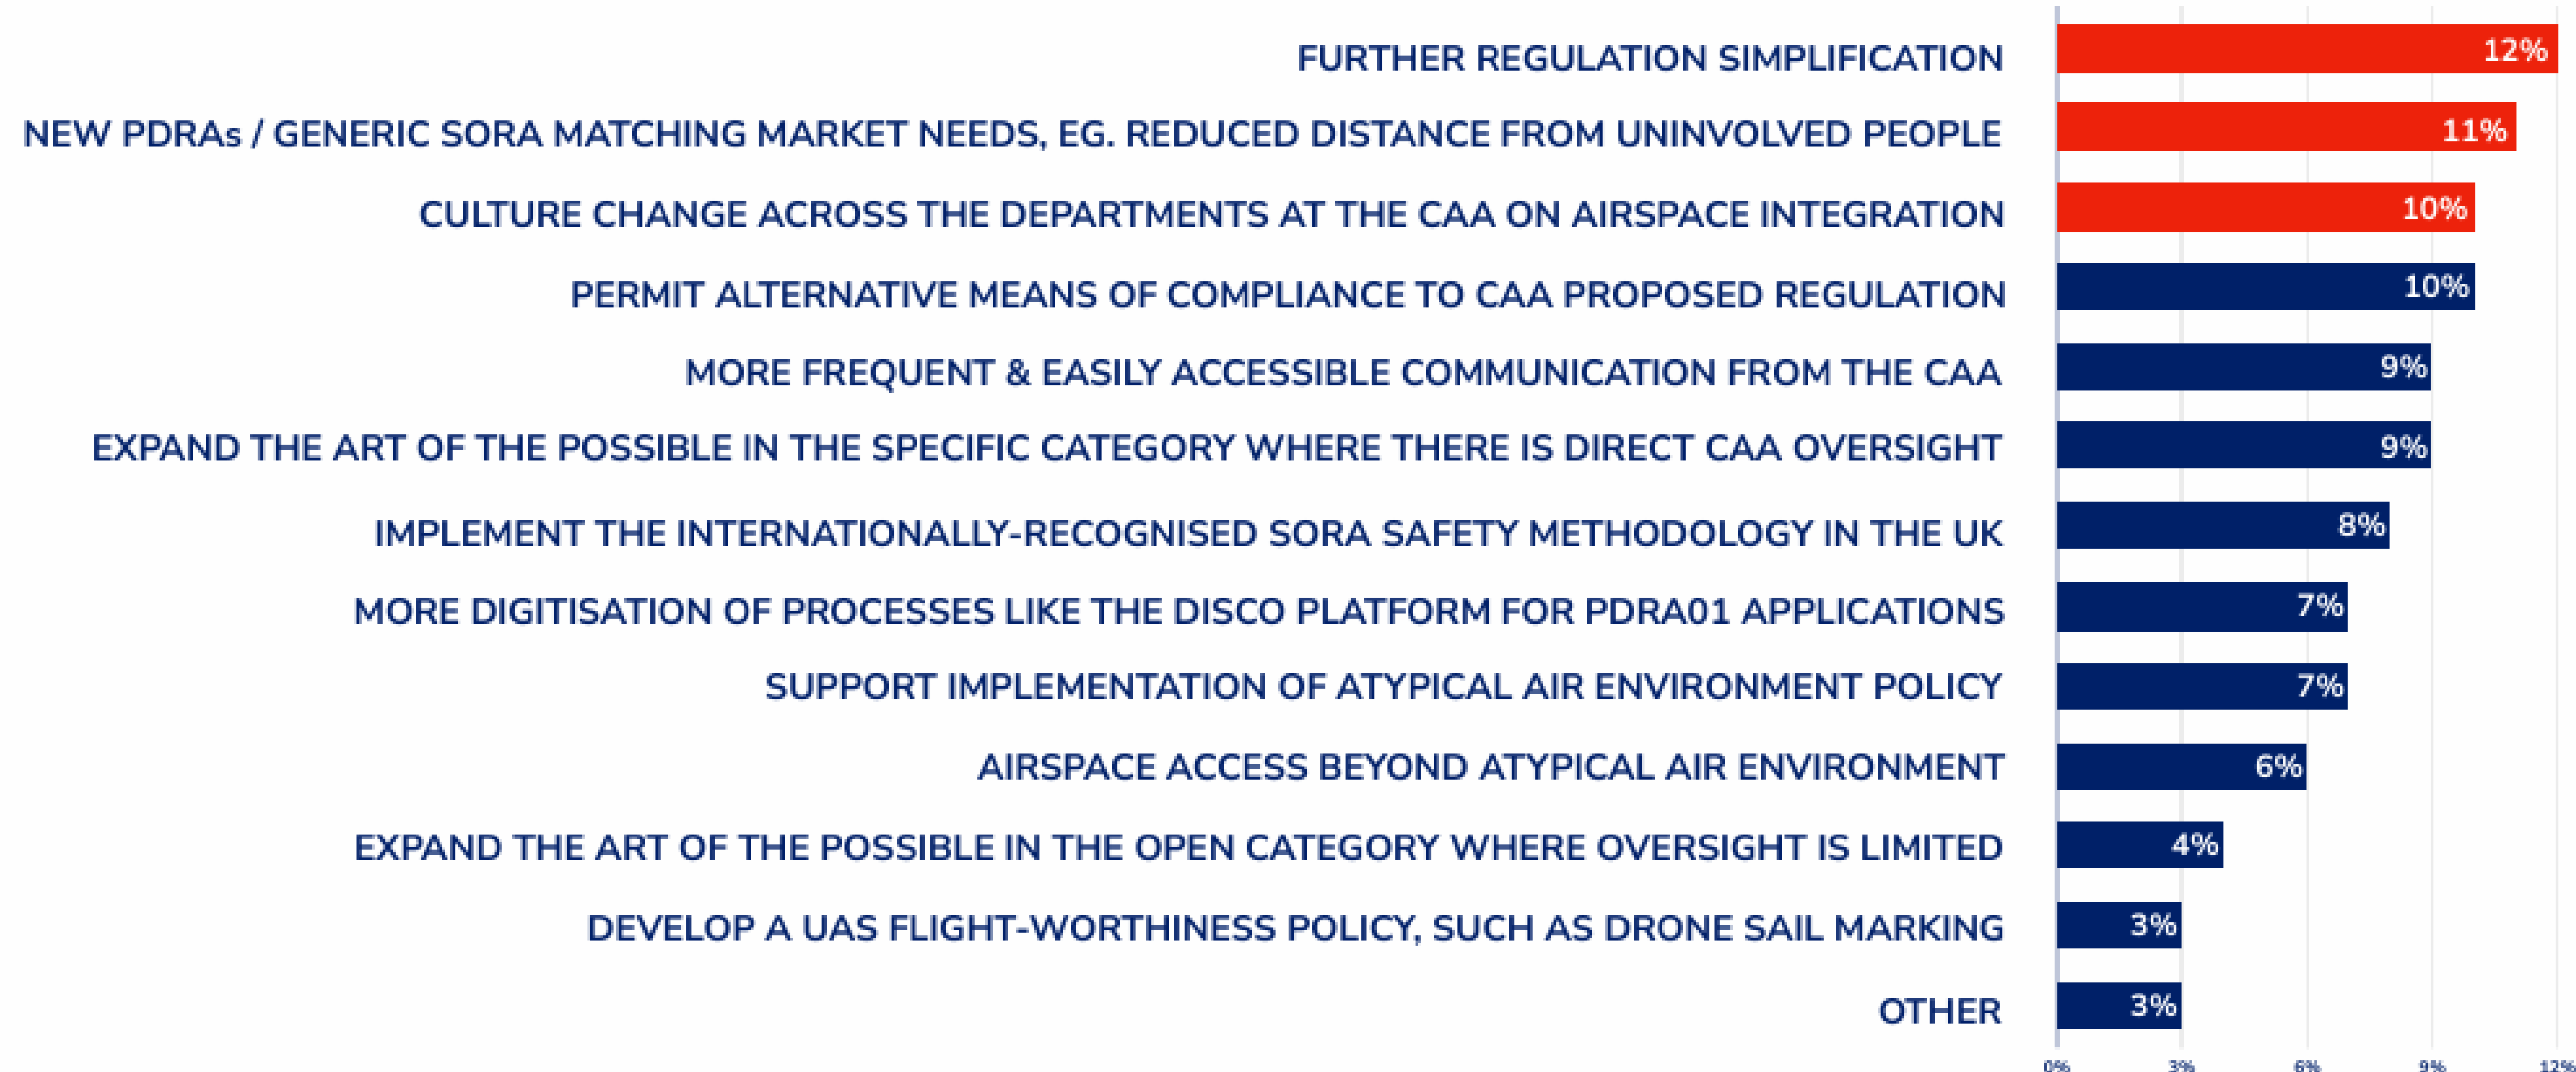 FURTHER REGULATION SIMPLIFICATION 12%
NEW PDRAs / GENERIC SORA MATCHING MARKET NEEDS, EG. REDUCED DISTANCE FROM UNINVOLVED PEOPLE 11%
CULTURE CHANGE ACROSS THE DEPARTMENTS AT THE CAA ON AIRSPACE INTEGRATION 10%
PERMIT ALTERNATIVE MEANS OF COMPLIANCE TO CAA PROPOSED REGULATION 10%
MORE FREQUENT & EASILY ACCESSIBLE COMMUNICATION FROM THE CAA 9%
EXPAND THE ART OF THE POSSIBLE IN THE SPECIFIC CATEGORY WHERE THERE IS DIRECT CAA OVERSIGHT 9%
IMPLEMENT THE INTERNATIONALLY-RECOGNISED SORA SAFETY METHODOLOGY IN THE UK 8%
MORE DIGITISATION OF PROCESSES LIKE THE DISCO PLATFORM FOR PDRA01 APPLICATIONS 7%
SUPPORT IMPLEMENTATION OF ATYPICAL AIR ENVIRONMENT POLICY 7%
AIRSPACE ACCESS BEYOND ATYPICAL AIR ENVIRONMENT 6%
EXPAND THE ART OF THE POSSIBLE IN THE OPEN CATEGORY WHERE OVERSIGHT IS LIMITED 4%
DEVELOP A UAS FLIGHT-WORTHINESS POLICY, SUCH AS DRONE SAIL MARKING 3%
OTHER 3%
0% 3% 6% 9% 12%